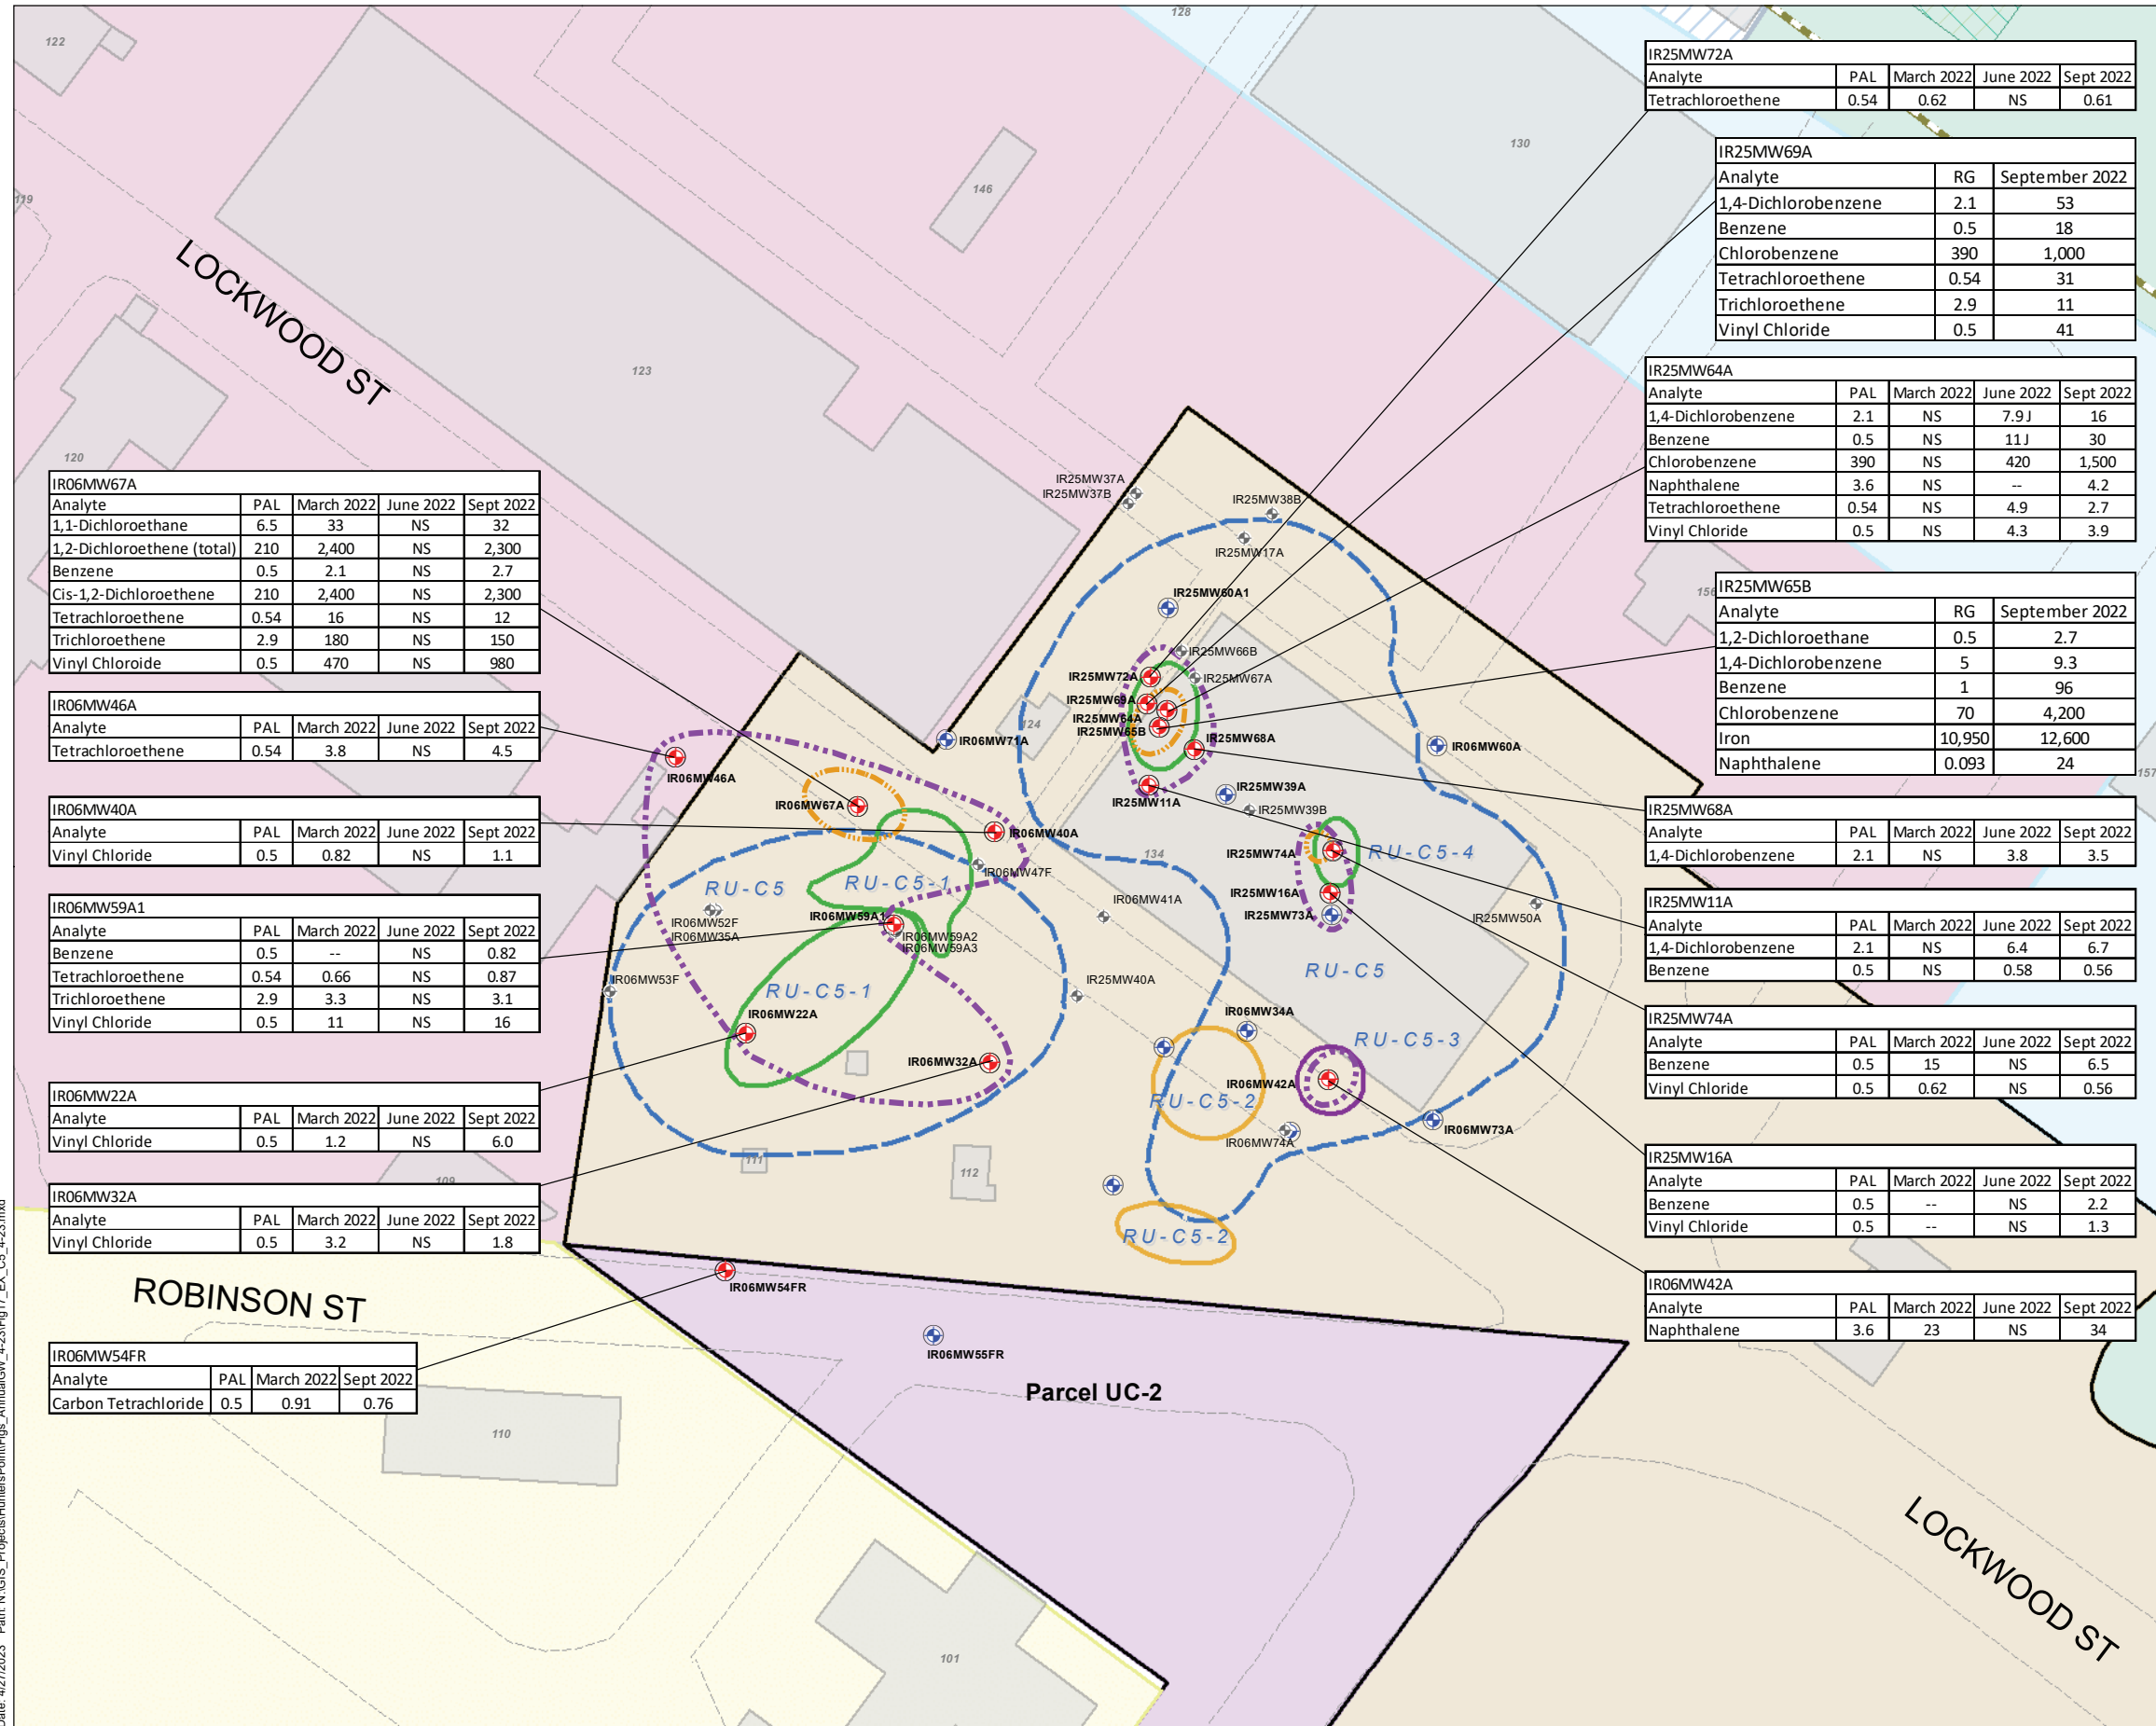 128
122
119
130
146
LOCKWOOD ST
123
120
156
157
IR25MW72A
Analyte PAL March 2022 June 2022 Sept 2022
Tetrachloroethene 0.54 0.62 NS 0.61
IR25MW69A
Analyte RG September 2022
1,4-Dichlorobenzene 2.1 53
Benzene 0.5 18
Chlorobenzene 390 1,000
Tetrachloroethene 0.54 31
Trichloroethene 2.9 11
Vinyl Chloride 0.5 41
IR25MW64A
Analyte PAL March 2022 June 2022 Sept 2022
1,4-Dichlorobenzene 2.1 NS 7.9 J 16
Benzene 0.5 NS 11 J 30
Chlorobenzene 390 NS 420 1,500
Naphthalene 3.6 NS -- 4.2
Tetrachloroethene 0.54 NS 4.9 2.7
Vinyl Chloride 0.5 NS 4.3 3.9
IR25MW65B
Analyte RG September 2022
1,2-Dichloroethane 0.5 2.7
1,4-Dichlorobenzene 5 9.3
Benzene 1 96
Chlorobenzene 70 4,200
Iron 10,950 12,600
Naphthalene 0.093 24
IR25MW68A
Analyte PAL March 2022 June 2022 Sept 2022
1,4-Dichlorobenzene 2.1 NS 3.8 3.5
IR25MW11A
Analyte PAL March 2022 June 2022 Sept 2022
1,4-Dichlorobenzene 2.1 NS 6.4 6.7
Benzene 0.5 NS 0.58 0.56
IR25MW74A
Analyte PAL March 2022 June 2022 Sept 2022
Benzene 0.5 15 NS 6.5
Vinyl Chloride 0.5 0.62 NS 0.56
IR25MW16A
Analyte PAL March 2022 June 2022 Sept 2022
Benzene 0.5 -- NS 2.2
Vinyl Chloride 0.5 -- NS 1.3
IR06MW42A
Analyte PAL March 2022 June 2022 Sept 2022
Naphthalene 3.6 23 NS 34
IR06MW67A
Analyte PAL March 2022 June 2022 Sept 2022
1,1-Dichloroethane 6.5 33 NS 32
1,2-Dichloroethene (total) 210 2,400 NS 2,300
Benzene 0.5 2.1 NS 2.7
Cis-1,2-Dichloroethene 210 2,400 NS 2,300
Tetrachloroethene 0.54 16 NS 12
Trichloroethene 2.9 180 NS 150
Vinyl Chloroide 0.5 470 NS 980
IR06MW46A
Analyte PAL March 2022 June 2022 Sept 2022
Tetrachloroethene 0.54 3.8 NS 4.5
IR06MW40A
Analyte PAL March 2022 June 2022 Sept 2022
Vinyl Chloride 0.5 0.82 NS 1.1
IR06MW59A1
Analyte PAL March 2022 June 2022 Sept 2022
Benzene 0.5 -- NS 0.82
Tetrachloroethene 0.54 0.66 NS 0.87
Trichloroethene 2.9 3.3 NS 3.1
Vinyl Chloride 0.5 11 NS 16
IR06MW22A
Analyte PAL March 2022 June 2022 Sept 2022
Vinyl Chloride 0.5 1.2 NS 6.0
IR06MW32A
Analyte PAL March 2022 June 2022 Sept 2022
Vinyl Chloride 0.5 3.2 NS 1.8
IR06MW54FR
Analyte PAL March 2022 Sept 2022
Carbon Tetrachloride 0.5 0.91 0.76
IR25MW37A
IR25MW37B
IR25MW38B
IR25MW17A
IR25MW60A1
IR25MW66B
IR25MW72A
IR25MW67A
IR25MW69A
IR25MW64A
IR25MW65B
124
IR06MW71A
IR25MW68A
IR06MW60A
IR06MW46A
IR25MW39A
IR06MW67A
IR25MW11A
IR25MW39B
IR06MW40A
134
IR25MW74A
RU-C5-4
IR06MW47F
RU-C5
RU-C5-1
IR25MW16A
IR06MW41A
IR25MW73A
IR25MW50A
IR06MW52F
IR06MW35A
IR06MW59A1
IR06MW59A2
IR06MW59A3
RU-C5
IR06MW53F
RU-C5-1
IR25MW40A
IR06MW22A
IR06MW34A
RU-C5-3
IR06MW32A
IR06MW42A
RU-C5-2
IR06MW73A
IR06MW74A
111
112
109
RU-C5-2
IR06MW54FR
ROBINSON ST
IR06MW55FR
Parcel UC-2
110
101
LOCKWOOD ST